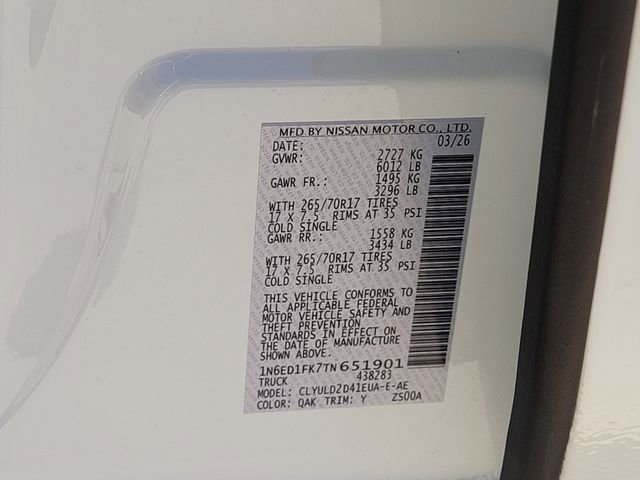 MFD BY NISSAN MOTOR CO., LTD.
DATE: 03/26
GVWR: 2727 KG
6012 LB
GAWR FR.: 1495 KG
3296 LB
WITH 265/70R17 TIRES
17 X 7.5 RIMS AT 35 PSI
COLD SINGLE
GAWR RR.: 1558 KG
3434 LB
WITH 265/70R17 TIRES
17 X 7.5 RIMS AT 35 PSI
COLD SINGLE
THIS VEHICLE CONFORMS TO
ALL APPLICABLE FEDERAL
MOTOR VEHICLE SAFETY AND
THEFT PREVENTION
STANDARDS IN EFFECT ON
THE DATE OF MANUFACTURE
SHOWN ABOVE.
1N6ED1FK7TN651901
TRUCK 438283
MODEL: CLYULD2D41EUA-E-AE
COLOR: QAK TRIM: Y ZS00A